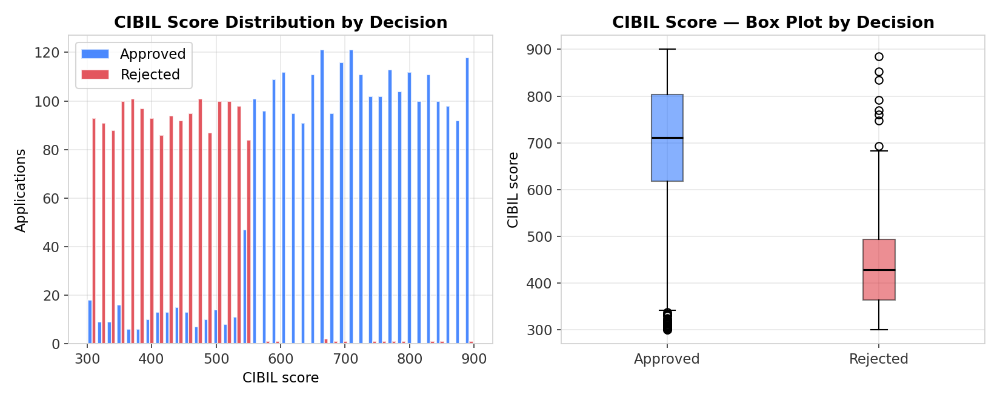 CIBIL Score Distribution by Decision
Approved
Rejected
Applications
0
20
40
60
80
100
120
300
400
500
600
700
800
900
CIBIL score
CIBIL Score — Box Plot by Decision
CIBIL score
900
800
700
600
500
400
300
Approved
Rejected